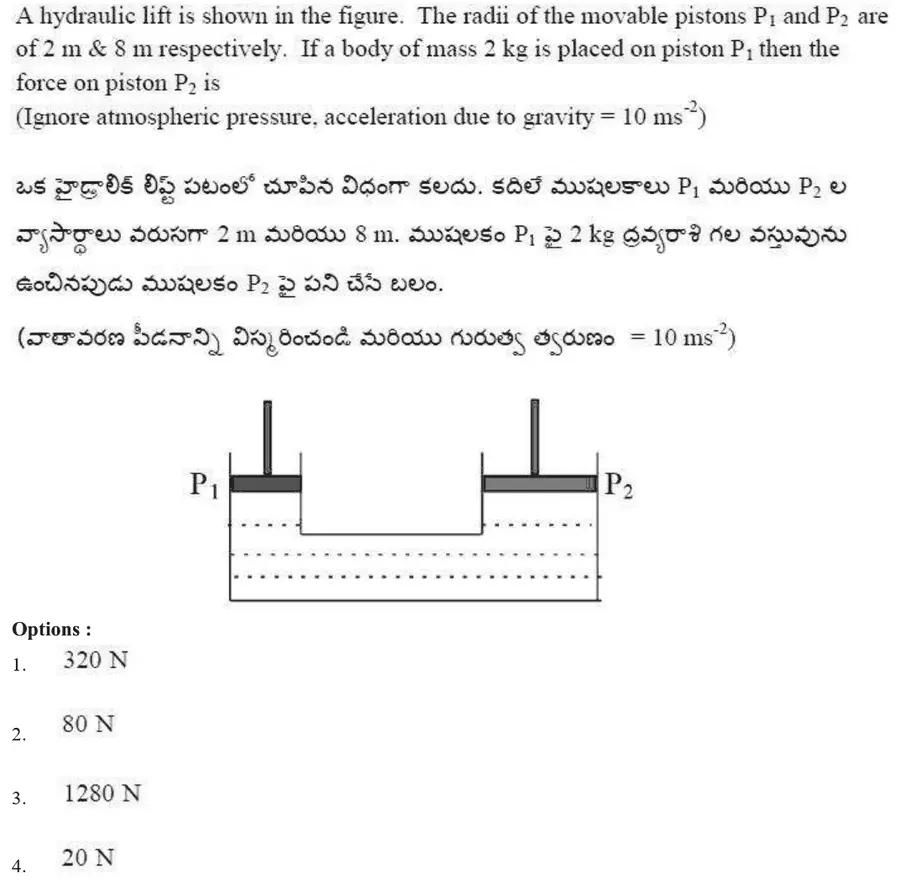 A hydraulic lift is shown in the figure. The radii of the movable pistons P₁ and P₂ are
of 2 m & 8 m respectively. If a body of mass 2 kg is placed on piston P₁ then the
force on piston P₂ is
(Ignore atmospheric pressure, acceleration due to gravity = 10 ms⁻²)
ఒక హైడ్రాలిక్ లిఫ్ట్ పటంలో చూపిన విధంగా కలదు. కదిలే ముషలకాలు P₁ మరియు P₂ ల
వ్యాసార్ధాలు వరుసగా 2 m మరియు 8 m. ముషలకం P₁ పై 2 kg ద్రవ్యరాశి గల వస్తువును
ఉంచినపుడు ముషలకం P₂ పై పని చేసే బలం.
(వాతావరణ పీడనాన్ని విస్మరించండి మరియు గురుత్వ త్వరుణం = 10 ms⁻²)
P₁ P₂
Options :
1. 320 N
2. 80 N
3. 1280 N
4. 20 N